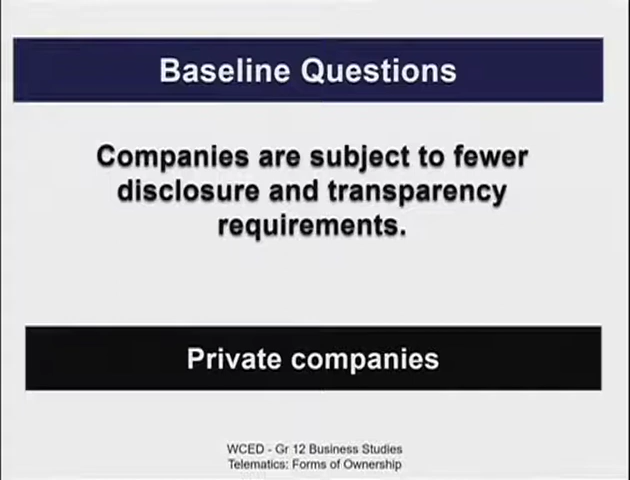 Baseline Questions
Companies are subject to fewer
disclosure and transparency
requirements.
Private companies
WCED - Gr 12 Business Studies
Telematics: Forms of Ownership